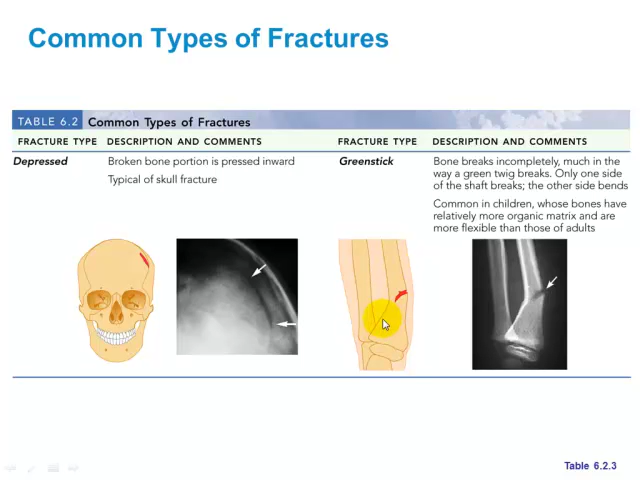 Common Types of Fractures
TABLE 6.2 Common Types of Fractures
FRACTURE TYPE DESCRIPTION AND COMMENTS FRACTURE TYPE DESCRIPTION AND COMMENTS
Depressed
Broken bone portion is pressed inward
Typical of skull fracture
Greenstick
Bone breaks incompletely, much in the
way a green twig breaks. Only one side
of the shaft breaks; the other side bends
Common in children, whose bones have
relatively more organic matrix and are
more flexible than those of adults
Table 6.2.3